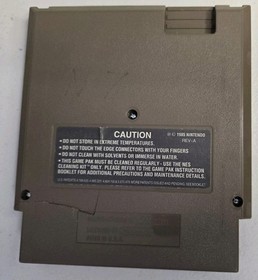 CAUTION
© 1985 NINTENDO
REV-A
• DO NOT STORE IN EXTREME TEMPERATURES.
• DO NOT TOUCH THE EDGE CONNECTORS WITH YOUR FINGERS
• DO NOT CLEAN WITH SOLVENTS OR IMMERSE IN WATER.
• THIS GAME PAK MUST BE CLEANED REGULARLY - USE THE NES
CLEANING KIT ONLY. PLEASE REFER TO THE GAME PAK INSTRUCTION
BOOKLET FOR ADDITIONAL PRECAUTIONS AND MAINTENANCE DETAILS.